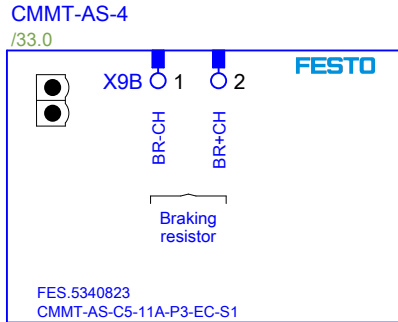 CMMT-AS-4
/33.0
X9B 1 2 FESTO
BR-CH BR+CH
Braking
resistor
FES.5340823
CMMT-AS-C5-11A-P3-EC-S1